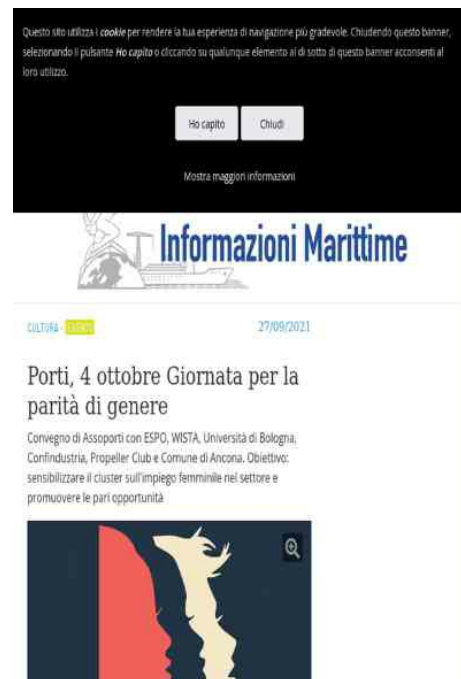 Questo sito utilizza i cookie per rendere la tua esperienza di navigazione più gradevole. Chiudendo questo banner,
selezionando il pulsante Ho capito o cliccando su qualunque elemento al di sotto di questo banner acconsenti al
loro utilizzo.
Ho capito
Chiudi
Mostra maggiori informazioni
Informazioni Marittime
CULTURA - EVENTI
27/09/2021
Porti, 4 ottobre Giornata per la
parità di genere
Convegno di Assoporti con ESPO, WISTA, Università di Bologna,
Confindustria, Propeller Club e Comune di Ancona. Obiettivo:
sensibilizzare il cluster sull'impiego femminile nel settore e
promuovere le pari opportunità